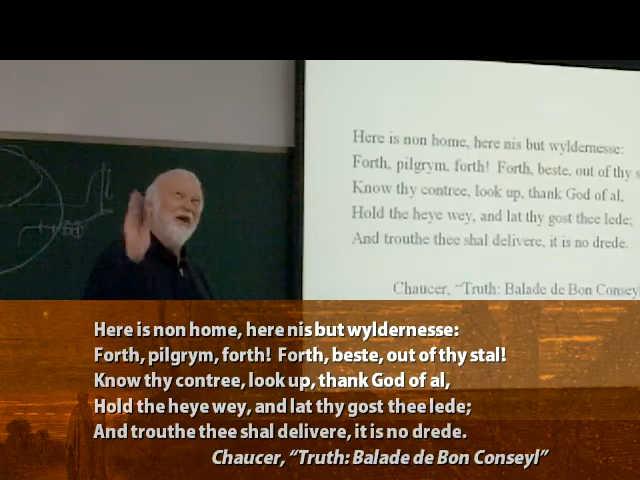 Here is non home, here nis but wyldernesse:
Forth, pilgrym, forth! Forth, beste, out of thy s
Know thy contree, look up, thank God of al,
Hold the heye wey, and lat thy gost thee lede;
And trouthe thee shal delivere, it is no drede.
Chaucer, "Truth: Balade de Bon Consey
Here is non home, here nis but wyldernesse:
Forth, pilgrym, forth! Forth, beste, out of thy stal!
Know thy contree, look up, thank God of al,
Hold the heye wey, and lat thy gost thee lede;
And trouthe thee shal delivere, it is no drede.
Chaucer, “Truth: Balade de Bon Conseyl”